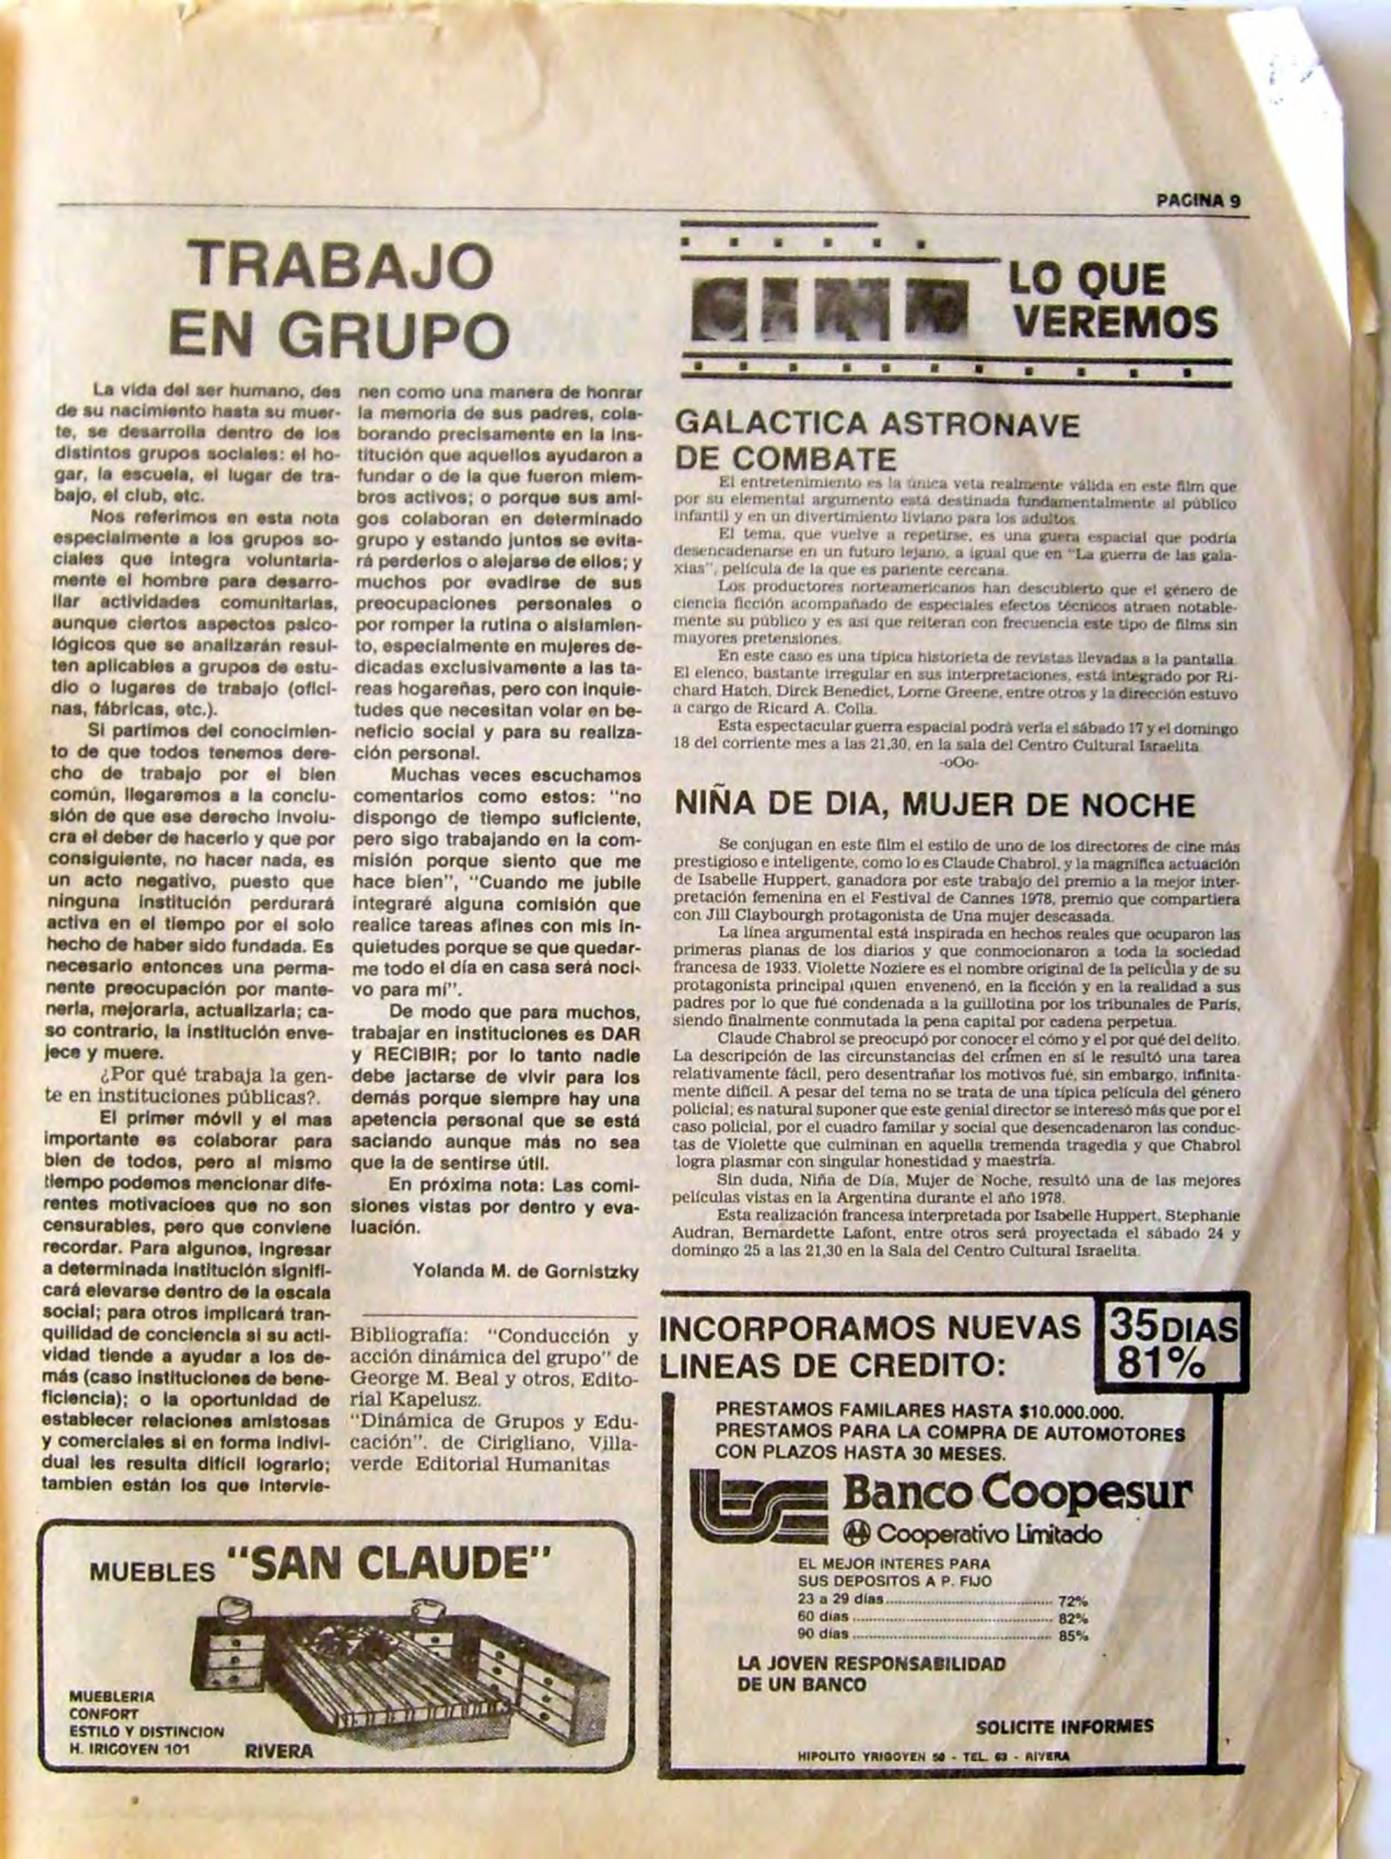 PAGINA 9
TRABAJO
EN GRUPO
La vida del ser humano, des
de su nacimiento hasta su muer-
te, se desarrolla dentro de los
distintos grupos sociales: el ho-
gar, la escuela, el lugar de tra-
bajo, el club, etc.
Nos referimos en esta nota
especialmente a los grupos so-
ciales que integra voluntaria-
mente el hombre para desarro-
llar actividades comunitarias,
aunque ciertos aspectos psico-
lógicos que se analizarán resul-
ten aplicables a grupos de estu-
dio o lugares de trabajo (ofici-
nas, fábricas, etc.).
Si partimos del conocimien-
to de que todos tenemos dere-
cho de trabajo por el bien
común, llegaremos a la conclu-
sión de que ese derecho involu-
cra el deber de hacerlo y que por
consiguiente, no hacer nada, es
un acto negativo, puesto que
ninguna institución perdurará
activa en el tiempo por el solo
hecho de haber sido fundada. Es
necesario entonces una perma-
nente preocupación por mante-
nerla, mejorarla, actualizarla; ca-
so contrario, la institución enve-
jece y muere.
¿Por qué trabaja la gen-
te en instituciones públicas?.
El primer móvil y el mas
importante es colaborar para
bien de todos, pero al mismo
tiempo podemos mencionar dife-
rentes motivacioes que no son
censurables, pero que conviene
recordar. Para algunos, ingresar
a determinada institución signifi-
cará elevarse dentro de la escala
social; para otros implicará tran-
quilidad de conciencia si su acti-
vidad tiende a ayudar a los de-
más (caso instituciones de bene-
ficiencia); o la oportunidad de
establecer relaciones amistosas
y comerciales si en forma indivi-
dual les resulta difícil lograrlo;
tambien están los que intervie-
nen como una manera de honrar
la memoria de sus padres, cola-
borando precisamente en la ins-
titución que aquellos ayudaron a
fundar o de la que fueron miem-
bros activos; o porque sus ami-
gos colaboran en determinado
grupo y estando juntos se evita-
rá perderlos o alejarse de ellos; y
muchos por evadirse de sus
preocupaciones personales o
por romper la rutina o aislamien-
to, especialmente en mujeres de-
dicadas exclusivamente a las ta-
reas hogareñas, pero con inquie-
tudes que necesitan volar en be-
neficio social y para su realiza-
ción personal.
Muchas veces escuchamos
comentarios como estos: "no
dispongo de tiempo suficiente,
pero sigo trabajando en la com-
misión porque siento que me
hace bien", "Cuando me jubile
integraré alguna comisión que
realice tareas afines con mis in-
quietudes porque se que quedar-
me todo el día en casa será noci-
vo para mí".
De modo que para muchos,
trabajar en instituciones es DAR
y RECIBIR; por lo tanto nadie
debe jactarse de vivir para los
demás porque siempre hay una
apetencia personal que se está
saciando aunque más no sea
que la de sentirse útil.
En próxima nota: Las comi-
siones vistas por dentro y eva-
luación.
Yolanda M. de Gornistzky
Bibliografía: "Conducción y
acción dinámica del grupo" de
George M. Beal y otros, Edito-
rial Kapelusz.
"Dinámica de Grupos y Edu-
cación". de Cirigliano, Villa-
verde Editorial Humanitas
MUEBLES "SAN CLAUDE"
MUEBLERIA
CONFORT
ESTILO Y DISTINCION
H. IRIGOYEN 101 RIVERA
CINE
LO QUE
VEREMOS
GALACTICA ASTRONAVE
DE COMBATE
El entretenimiento es la única veta realmente válida en este film que
por su elemental argumento está destinada fundamentalmente al público
infantil y en un divertimiento liviano para los adultos.
El tema, que vuelve a repetirse, es una guera espacial que podría
desencadenarse en un futuro lejano, a igual que en "La guerra de las gala-
xias", película de la que es pariente cercana.
Los productores norteamericanos han descubierto que el género de
ciencia ficción acompañado de especiales efectos técnicos atraen notable-
mente su público y es así que reiteran con frecuencia este tipo de films sin
mayores pretensiones.
En este caso es una típica historieta de revistas llevadas a la pantalla.
El elenco, bastante irregular en sus interpretaciones, está integrado por Ri-
chard Hatch, Dirck Benedict, Lorne Greene, entre otros y la dirección estuvo
a cargo de Ricard A. Colla.
Esta espectacular guerra espacial podrá verla el sábado 17 y el domingo
18 del corriente mes a las 21,30, en la sala del Centro Cultural Israelita.
-oOo-
NIÑA DE DIA, MUJER DE NOCHE
Se conjugan en este film el estilo de uno de los directores de cine más
prestigioso e inteligente, como lo es Claude Chabrol, y la magnífica actuación
de Isabelle Huppert, ganadora por este trabajo del premio a la mejor inter-
pretación femenina en el Festival de Cannes 1978, premio que compartiera
con Jill Claybourgh protagonista de Una mujer descasada.
La línea argumental está inspirada en hechos reales que ocuparon las
primeras planas de los diarios y que conmocionaron a toda la sociedad
francesa de 1933. Violette Noziere es el nombre original de la película y de su
protagonista principal ,quien envenenó, en la ficción y en la realidad a sus
padres por lo que fué condenada a la guillotina por los tribunales de París,
siendo finalmente conmutada la pena capital por cadena perpetua.
Claude Chabrol se preocupó por conocer el cómo y el por qué del delito.
La descripción de las circunstancias del crímen en sí le resultó una tarea
relativamente fácil, pero desentrañar los motivos fué, sin embargo, infinita-
mente difícil. A pesar del tema no se trata de una típica película del género
policial; es natural suponer que este genial director se interesó más que por el
caso policial, por el cuadro familar y social que desencadenaron las conduc-
tas de Violette que culminan en aquella tremenda tragedia y que Chabrol
logra plasmar con singular honestidad y maestría.
Sin duda, Niña de Día, Mujer de Noche, resultó una de las mejores
películas vistas en la Argentina durante el año 1978.
Esta realización francesa interpretada por Isabelle Huppert, Stephanie
Audran, Bernardette Lafont, entre otros será proyectada el sábado 24 y
domingo 25 a las 21,30 en la Sala del Centro Cultural Israelita.
INCORPORAMOS NUEVAS
LINEAS DE CREDITO:
35 DIAS
81%
PRESTAMOS FAMILARES HASTA $10.000.000.
PRESTAMOS PARA LA COMPRA DE AUTOMOTORES
CON PLAZOS HASTA 30 MESES.
Banco Coopesur
Cooperativo Limitado
EL MEJOR INTERES PARA
SUS DEPOSITOS A P. FIJO
23 a 29 días........ 72%
60 días........ 82%
90 días........ 85%
LA JOVEN RESPONSABILIDAD
DE UN BANCO
SOLICITE INFORMES
HIPOLITO YRIGOYEN 50 - TEL. 63 - RIVERA